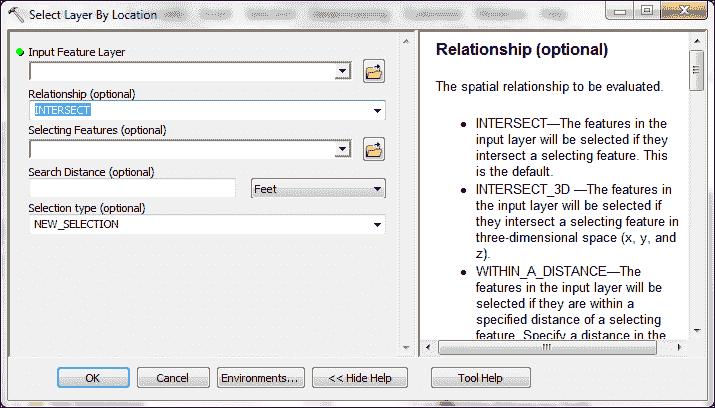 Select Layer By Location
Input Feature Layer
Relationship (optional)
INTERSECT
Selecting Features (optional)
Search Distance (optional)
Feet
Selection type (optional)
NEW_SELECTION
Relationship (optional)
The spatial relationship to be evaluated.
• INTERSECT—The features in
the input layer will be selected if they
intersect a selecting feature. This
is the default.
• INTERSECT_3D —The features
in the input layer will be selected if
they intersect a selecting feature in
three-dimensional space (x, y, and
z).
• WITHIN_A_DISTANCE—The
features in the input layer will be
selected if they are within a
specified distance of a selecting
feature. Specify a distance in the
OK
Cancel
Environments...
<< Hide Help
Tool Help